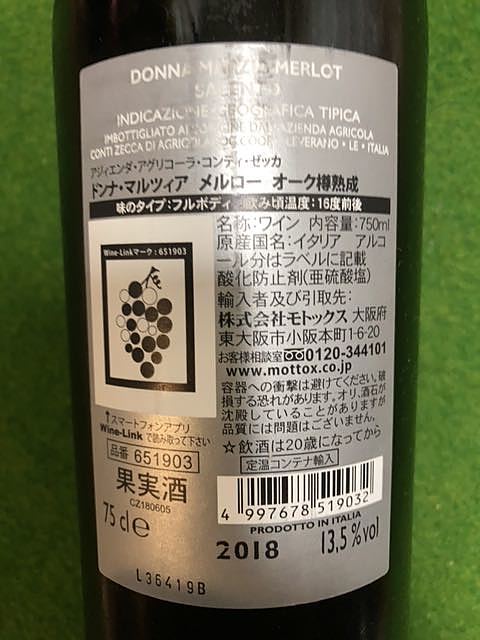 DONNA MERLOT
INDICAZIONE GEOGRAFICA TIPICA
IMBOTTIGLIATO DALL'AZIENDA AGRICOLA
CONTI ZECCA DI LEVERANO • LE • ITALIA
アジィエンダ・アグリコーラ・コンティ・ゼッカ
ドンナ・マルツィア メルロー オーク樽熟成
味のタイプ:フルボディ 飲み頃温度:16度前後
Wine-Linkマーク:651903
名称:ワイン 内容量:750ml
原産国名:イタリア アルコ
ール分はラベルに記載
酸化防止剤(亜硫酸塩)
輸入者及び引取先:
株式会社モトックス 大阪府
東大阪市小阪本町1-6-20
お客様相談室 0120-344101
www.mottox.co.jp
容器への衝撃は避けてください。破
損する恐れがあります。オリ、酒石が
沈殿していることがありますが
品質には問題はございません。
☆飲酒は20歳になってから
定温コンテナ輸入
↑スマートフォンアプリ
Wine-Link で読み取って下さい
品番 651903
果実酒
CZ180605
75 cl e
4 997678 519032
PRODOTTO IN ITALIA
2018 13,5%vol
L36419B